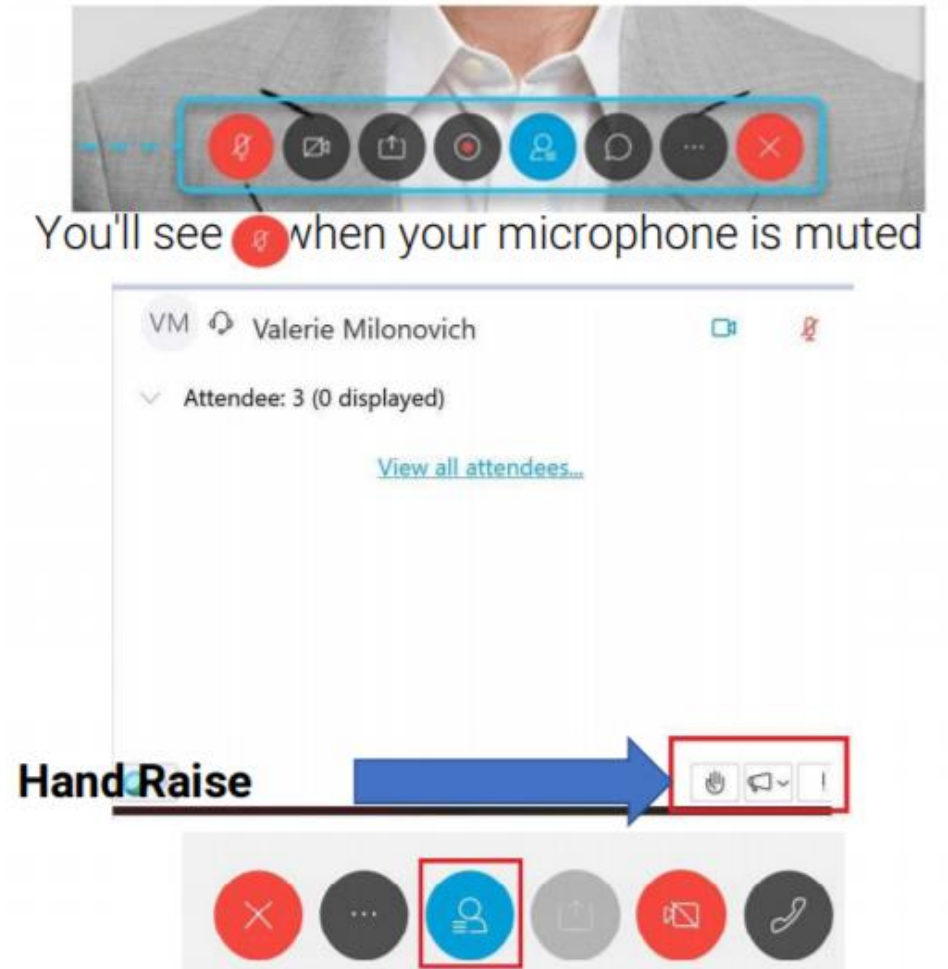 You'll see when your microphone is muted
VM Valerie Milonovich
Attendee: 3 (0 displayed)
View all attendees...
Hand Raise